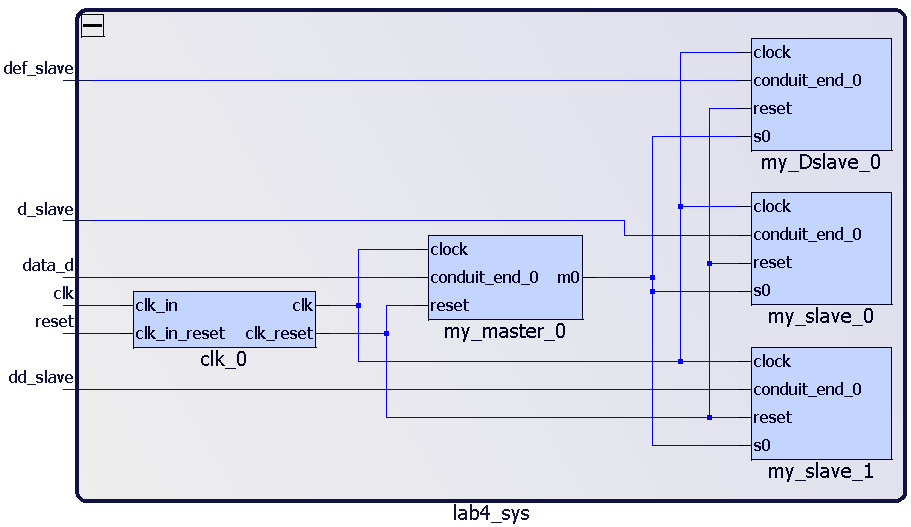 def_slave
d_slave
data_d
clk
reset
dd_slave
clk_in
clk
clk_in_reset
clk_reset
clk_0
clock
conduit_end_0
m0
reset
my_master_0
clock
conduit_end_0
reset
s0
my_Dslave_0
clock
conduit_end_0
reset
s0
my_slave_0
clock
conduit_end_0
reset
s0
my_slave_1
lab4_sys